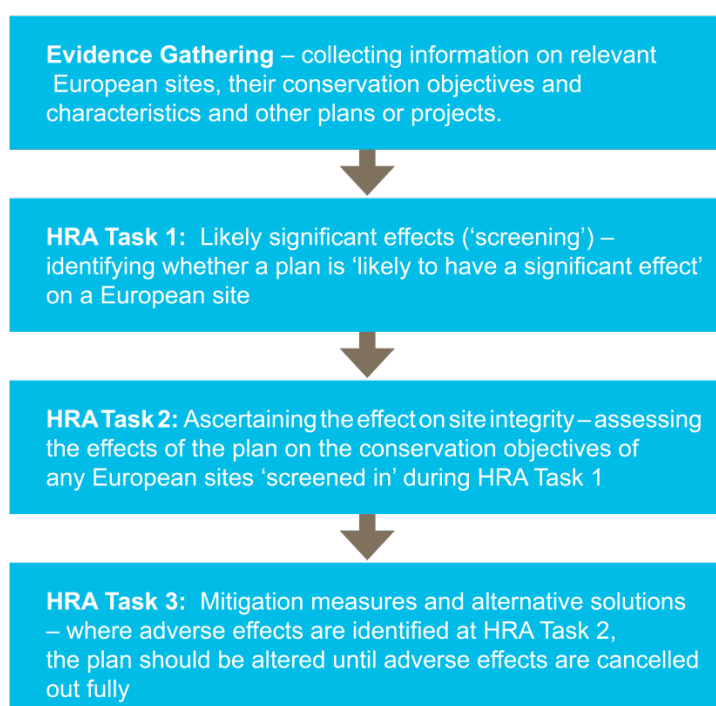 Evidence Gathering – collecting information on relevant
European sites, their conservation objectives and
characteristics and other plans or projects.
HRA Task 1: Likely significant effects (‘screening’) –
identifying whether a plan is ‘likely to have a significant effect’
on a European site
HRA Task 2: Ascertaining the effect on site integrity – assessing
the effects of the plan on the conservation objectives of
any European sites ‘screened in’ during HRA Task 1
HRA Task 3: Mitigation measures and alternative solutions
– where adverse effects are identified at HRA Task 2,
the plan should be altered until adverse effects are cancelled
out fully